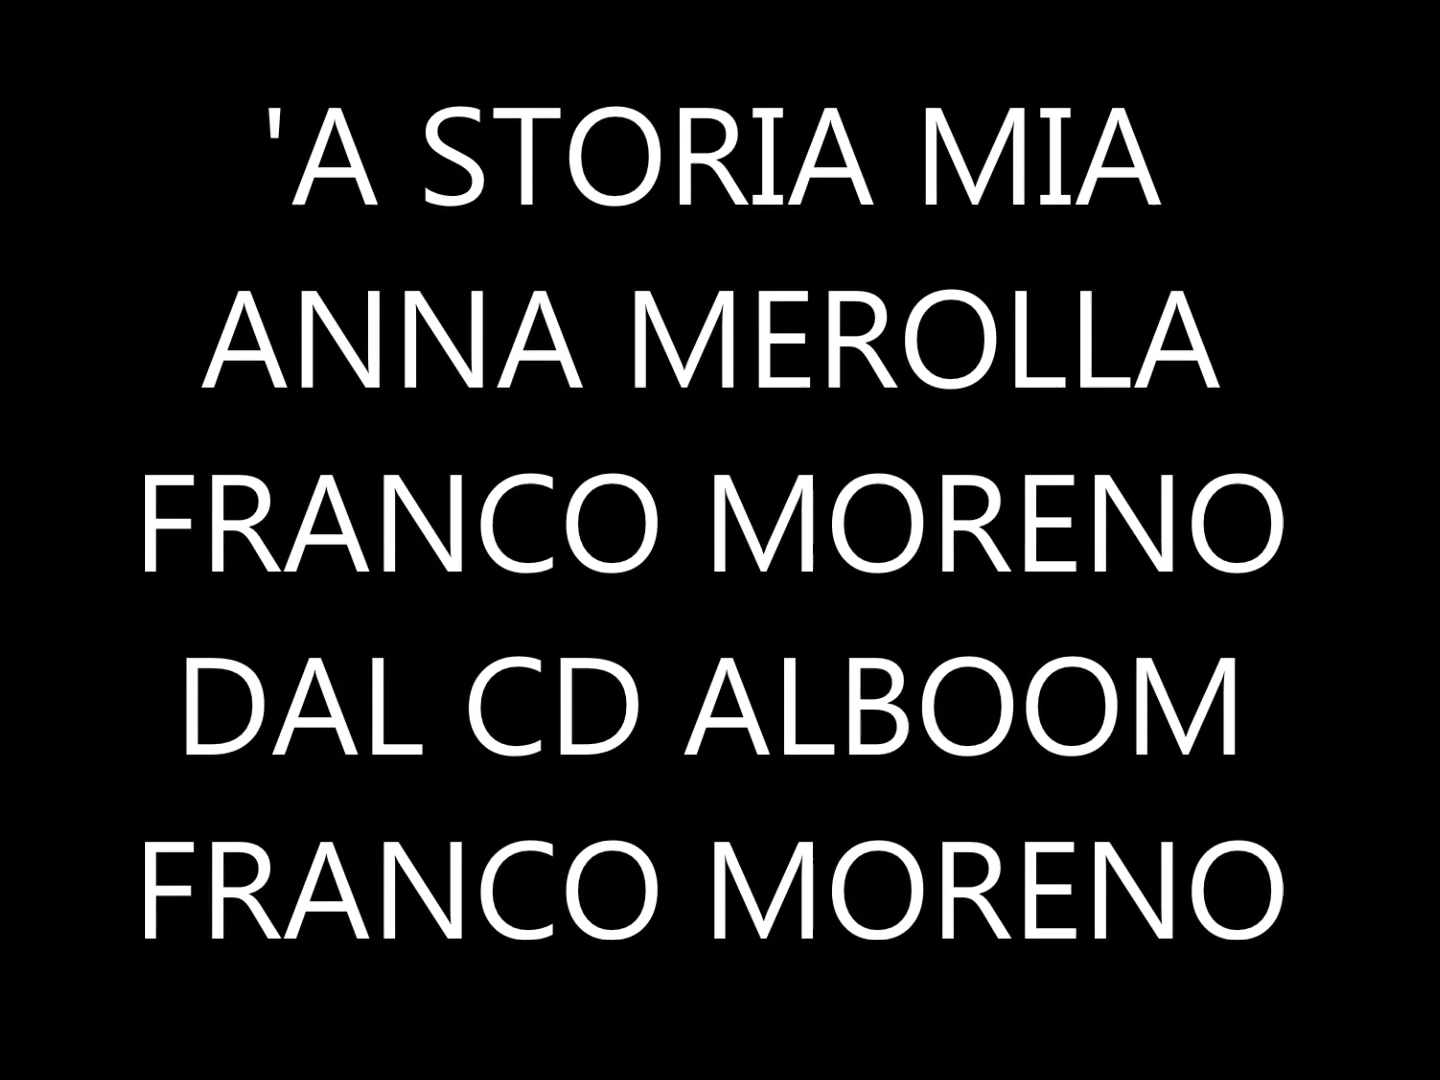 'A STORIA MIA
ANNA MEROLLA
FRANCO MORENO
DAL CD ALBOOM
FRANCO MORENO